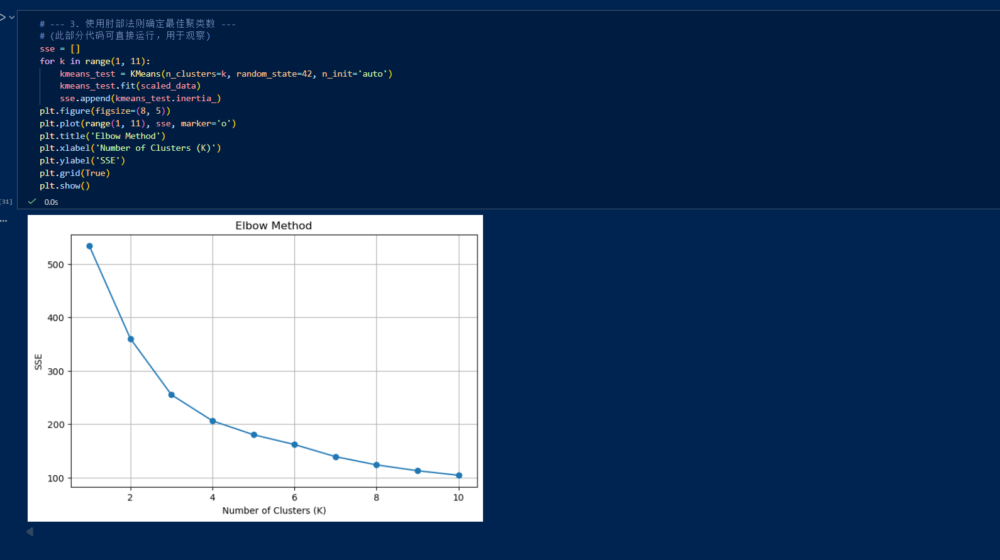 # --- 3. 使用肘部法则确定最佳聚类数 ---
# (此部分代码可直接运行，用于观察)
sse = []
for k in range(1, 11):
    kmeans_test = KMeans(n_clusters=k, random_state=42, n_init='auto')
    kmeans_test.fit(scaled_data)
    sse.append(kmeans_test.inertia_)
plt.figure(figsize=(8, 5))
plt.plot(range(1, 11), sse, marker='o')
plt.title('Elbow Method')
plt.xlabel('Number of Clusters (K)')
plt.ylabel('SSE')
plt.grid(True)
plt.show()
[31]
0.0s
...
Elbow Method
500
400
300
200
100
SSE
2 4 6 8 10
Number of Clusters (K)